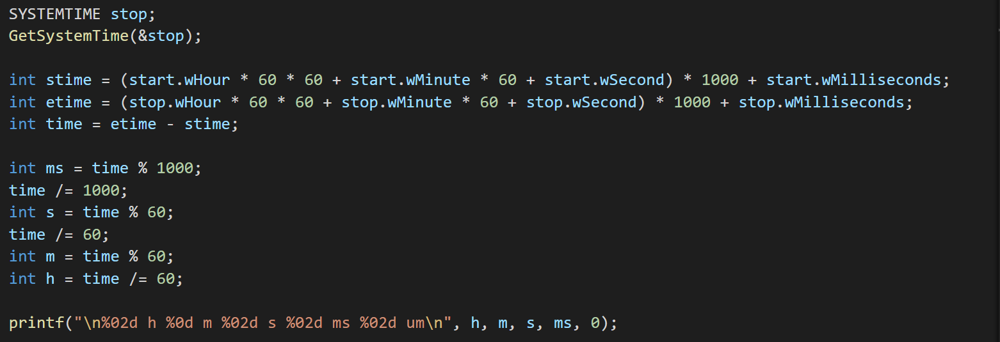 SYSTEMTIME stop;
GetSystemTime(&stop);
int stime = (start.wHour * 60 * 60 + start.wMinute * 60 + start.wSecond) * 1000 + start.wMilliseconds;
int etime = (stop.wHour * 60 * 60 + stop.wMinute * 60 + stop.wSecond) * 1000 + stop.wMilliseconds;
int time = etime - stime;
int ms = time % 1000;
time /= 1000;
int s = time % 60;
time /= 60;
int m = time % 60;
int h = time /= 60;
printf("\n%02d h %0d m %02d s %02d ms %02d um\n", h, m, s, ms, 0);